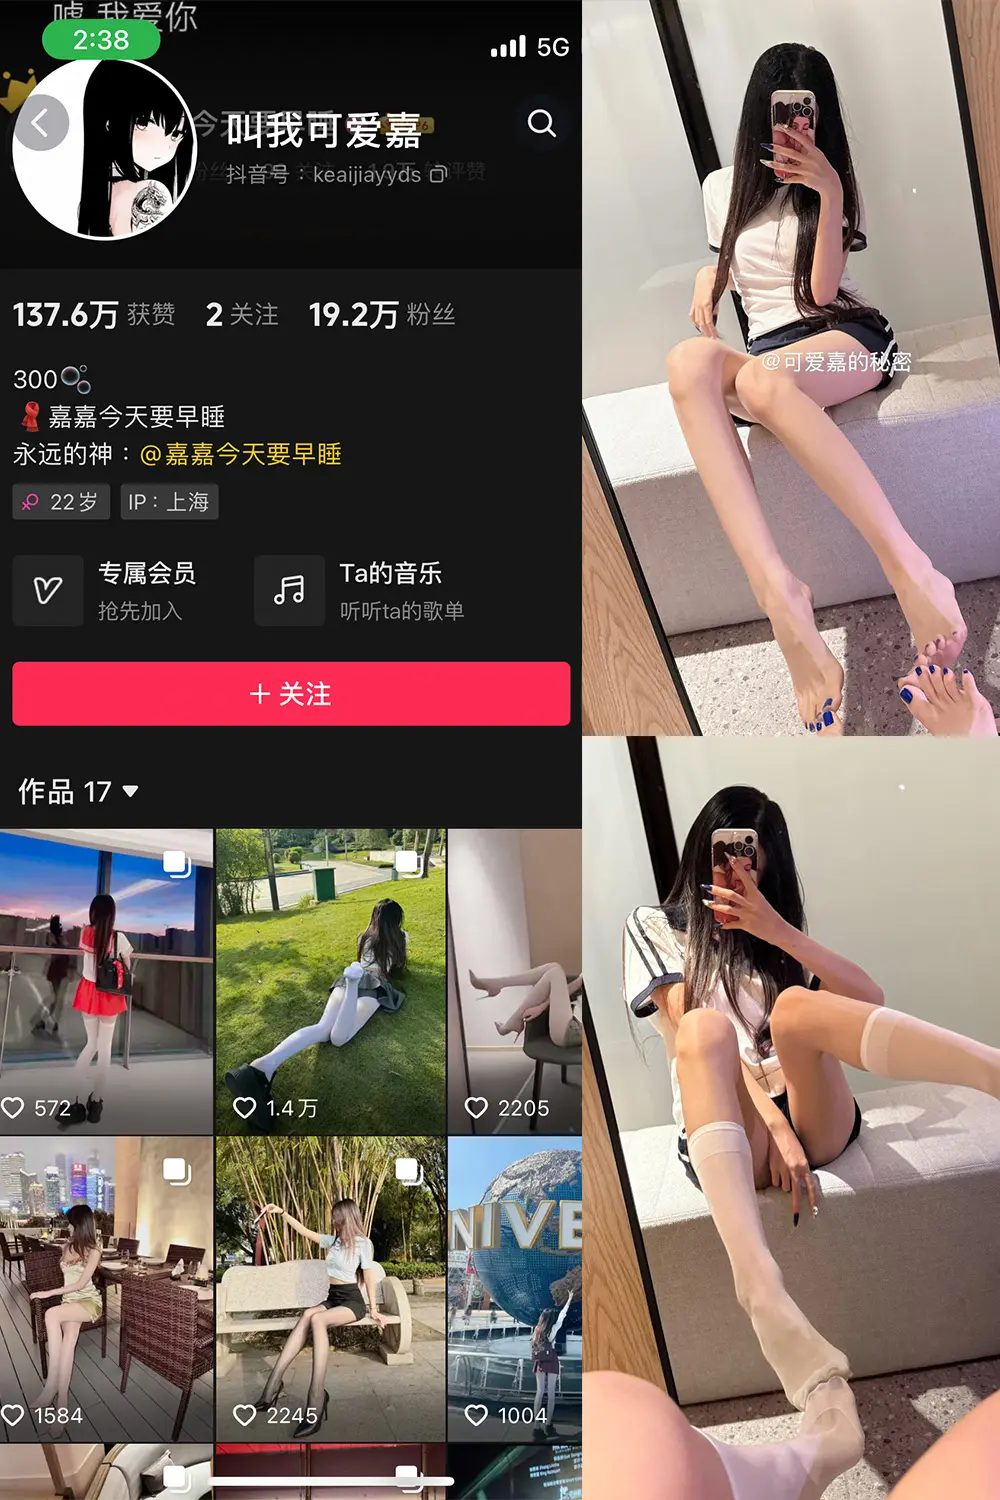 嘘 我爱你
2:38
5G
叫我可爱嘉
抖音号：keaijiayyds
137.6万 获赞 2 关注 19.2万 粉丝
300
嘉嘉今天要早睡
永远的神：@嘉嘉今天要早睡
22岁 IP：上海
专属会员 Ta的音乐
抢先加入 听听ta的歌单
+ 关注
作品 17
572 1.4万 2205
NIVE
1584 2245 1004
@可爱嘉的秘密